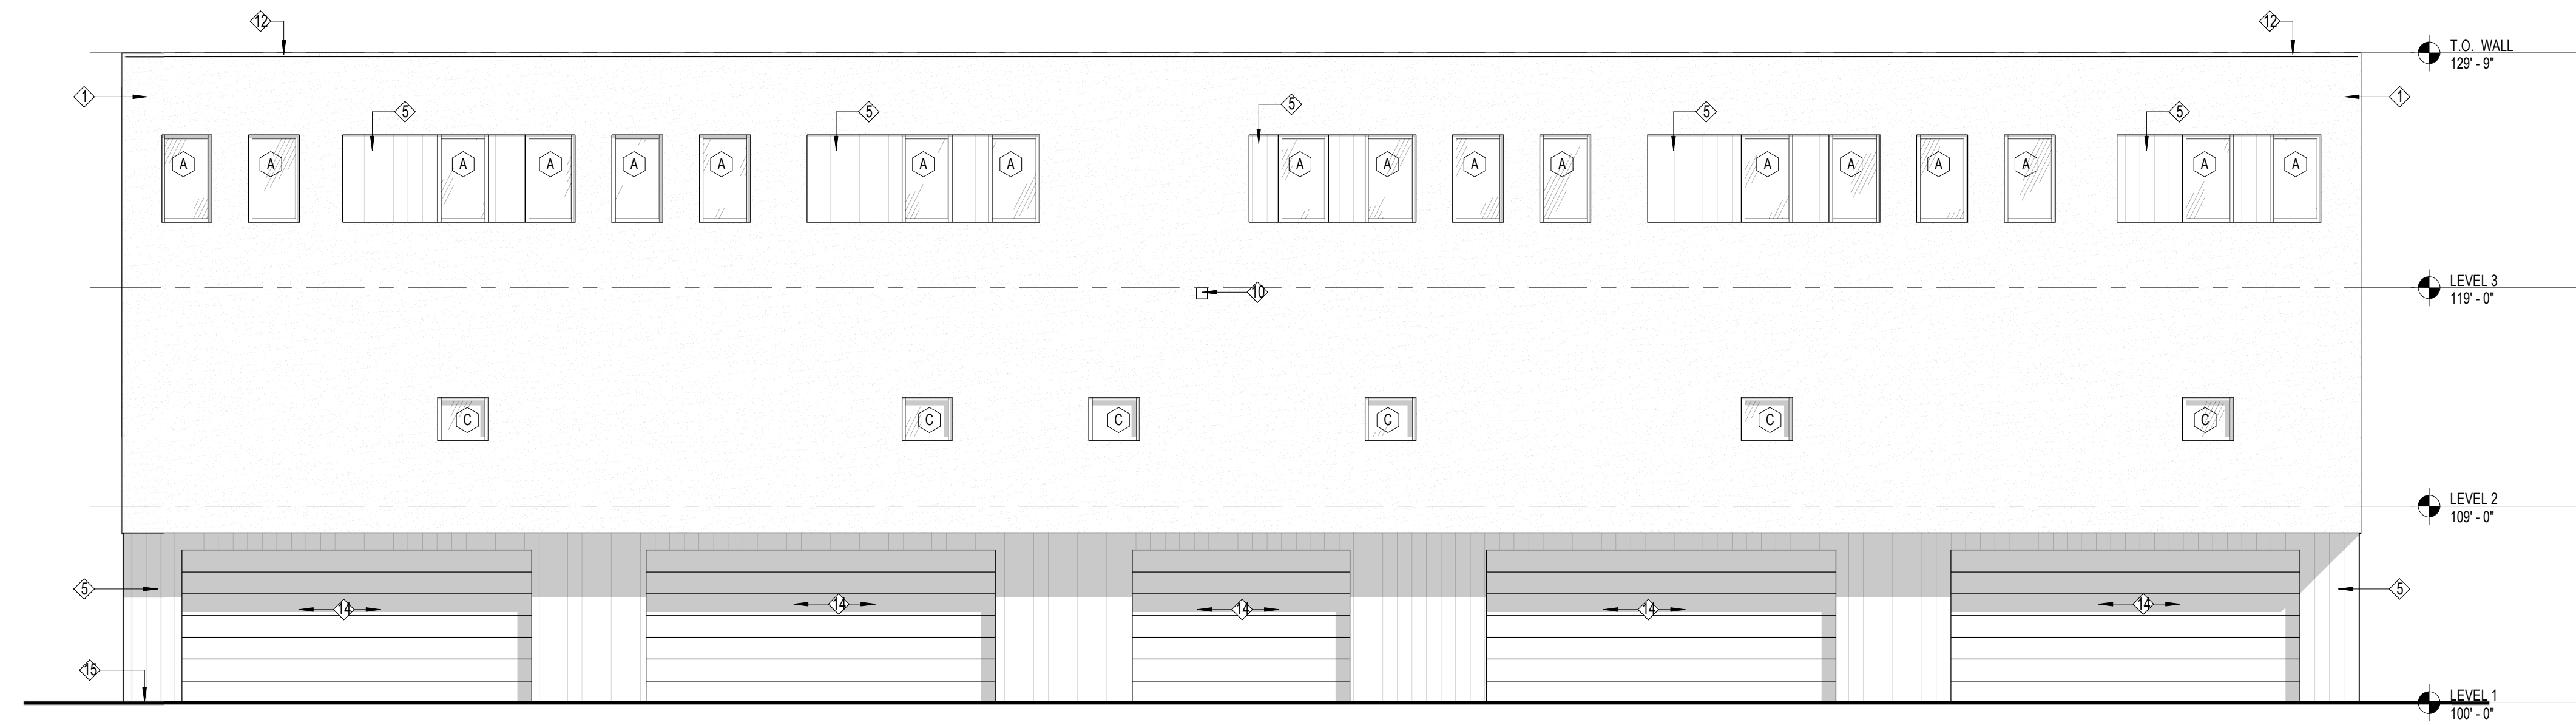 12 12
T.O. WALL
129' - 9"
1 1
5 5 5 5 5
A A A A A A A A A A A A A A A A A A
LEVEL 3
119' - 0"
10
C C C C C C
LEVEL 2
109' - 0"
5 5
14 14 14 14 14
15
LEVEL 1
100' - 0"